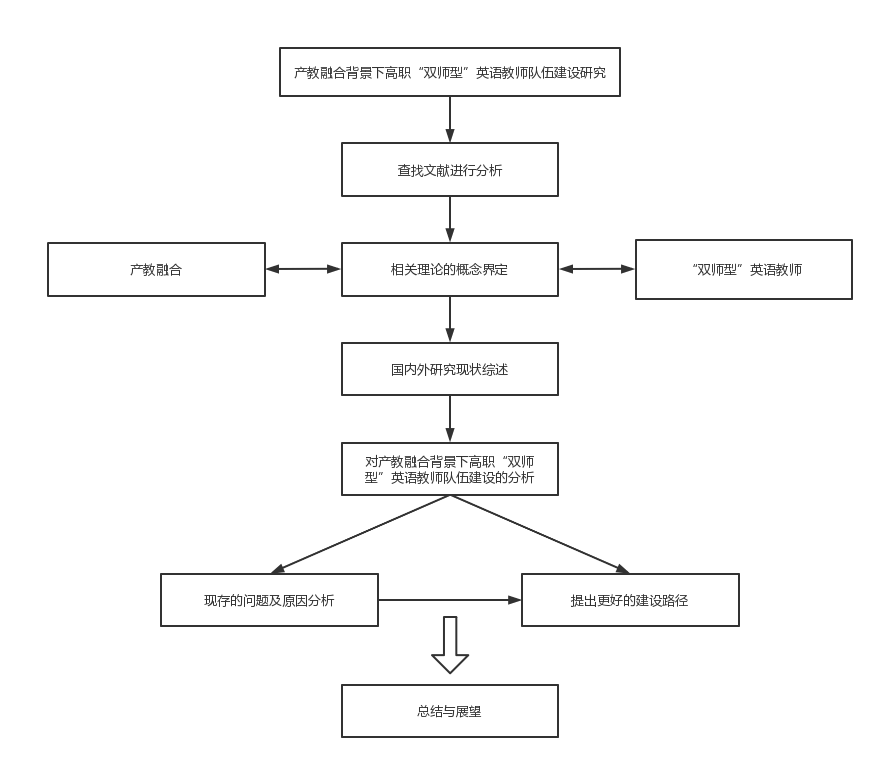 产教融合背景下高职“双师型”英语教师队伍建设研究
查找文献进行分析
产教融合
相关理论的概念界定
“双师型”英语教师
国内外研究现状综述
对产教融合背景下高职“双师
型”英语教师队伍建设的分析
现存的问题及原因分析
提出更好的建设路径
总结与展望